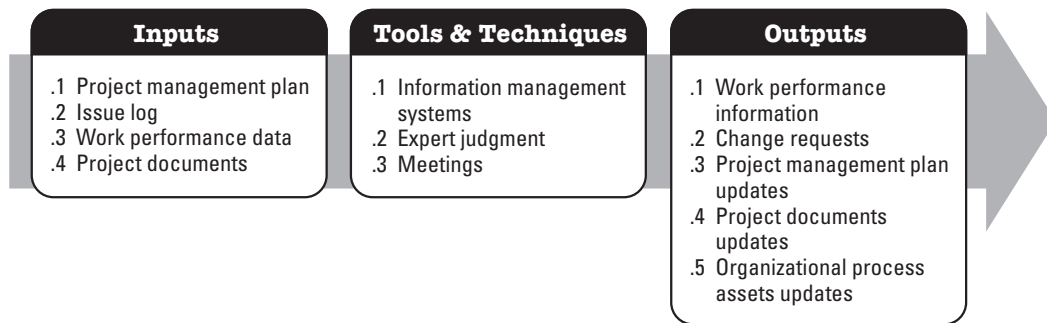 Inputs
.1 Project management plan
.2 Issue log
.3 Work performance data
.4 Project documents
Tools & Techniques
.1 Information management
systems
.2 Expert judgment
.3 Meetings
Outputs
.1 Work performance
information
.2 Change requests
.3 Project management plan
updates
.4 Project documents
updates
.5 Organizational process
assets updates